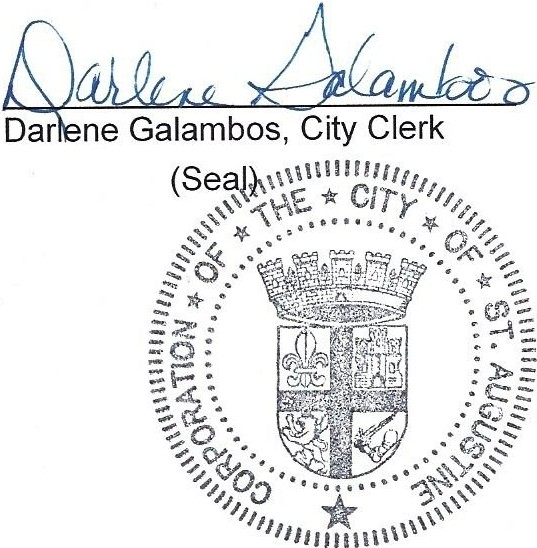 Darlene Galambos
Darlene Galambos, City Clerk
(Seal)
CORPORATION ★ OF ★ THE ★ CITY ★ OF ★ ST. AUGUSTINE ★